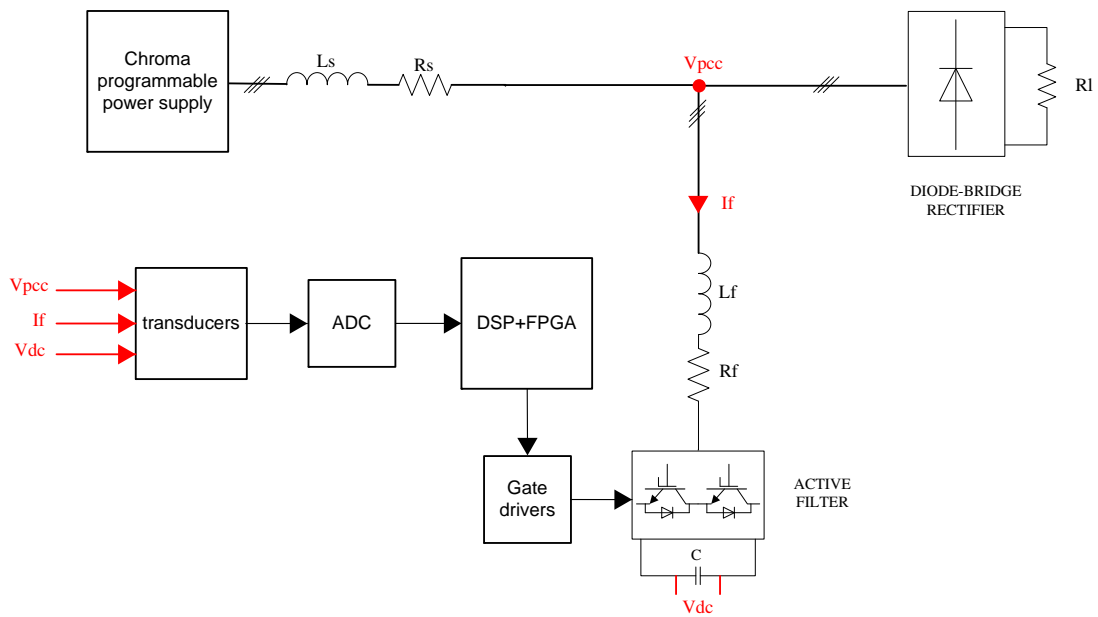 Chroma
programmable
power supply
Ls
Rs
Vpcc
Rl
DIODE-BRIDGE
RECTIFIER
If
Lf
Rf
Vpcc
If
Vdc
transducers
ADC
DSP+FPGA
Gate
drivers
ACTIVE
FILTER
C
Vdc